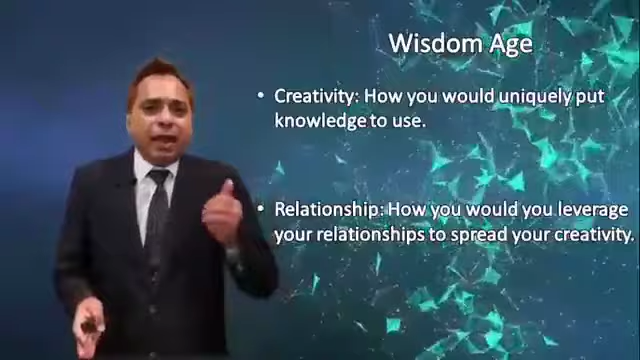 Wisdom Age
• Creativity: How you would uniquely put
knowledge to use.
• Relationship: How you would you leverage
your relationships to spread your creativity.